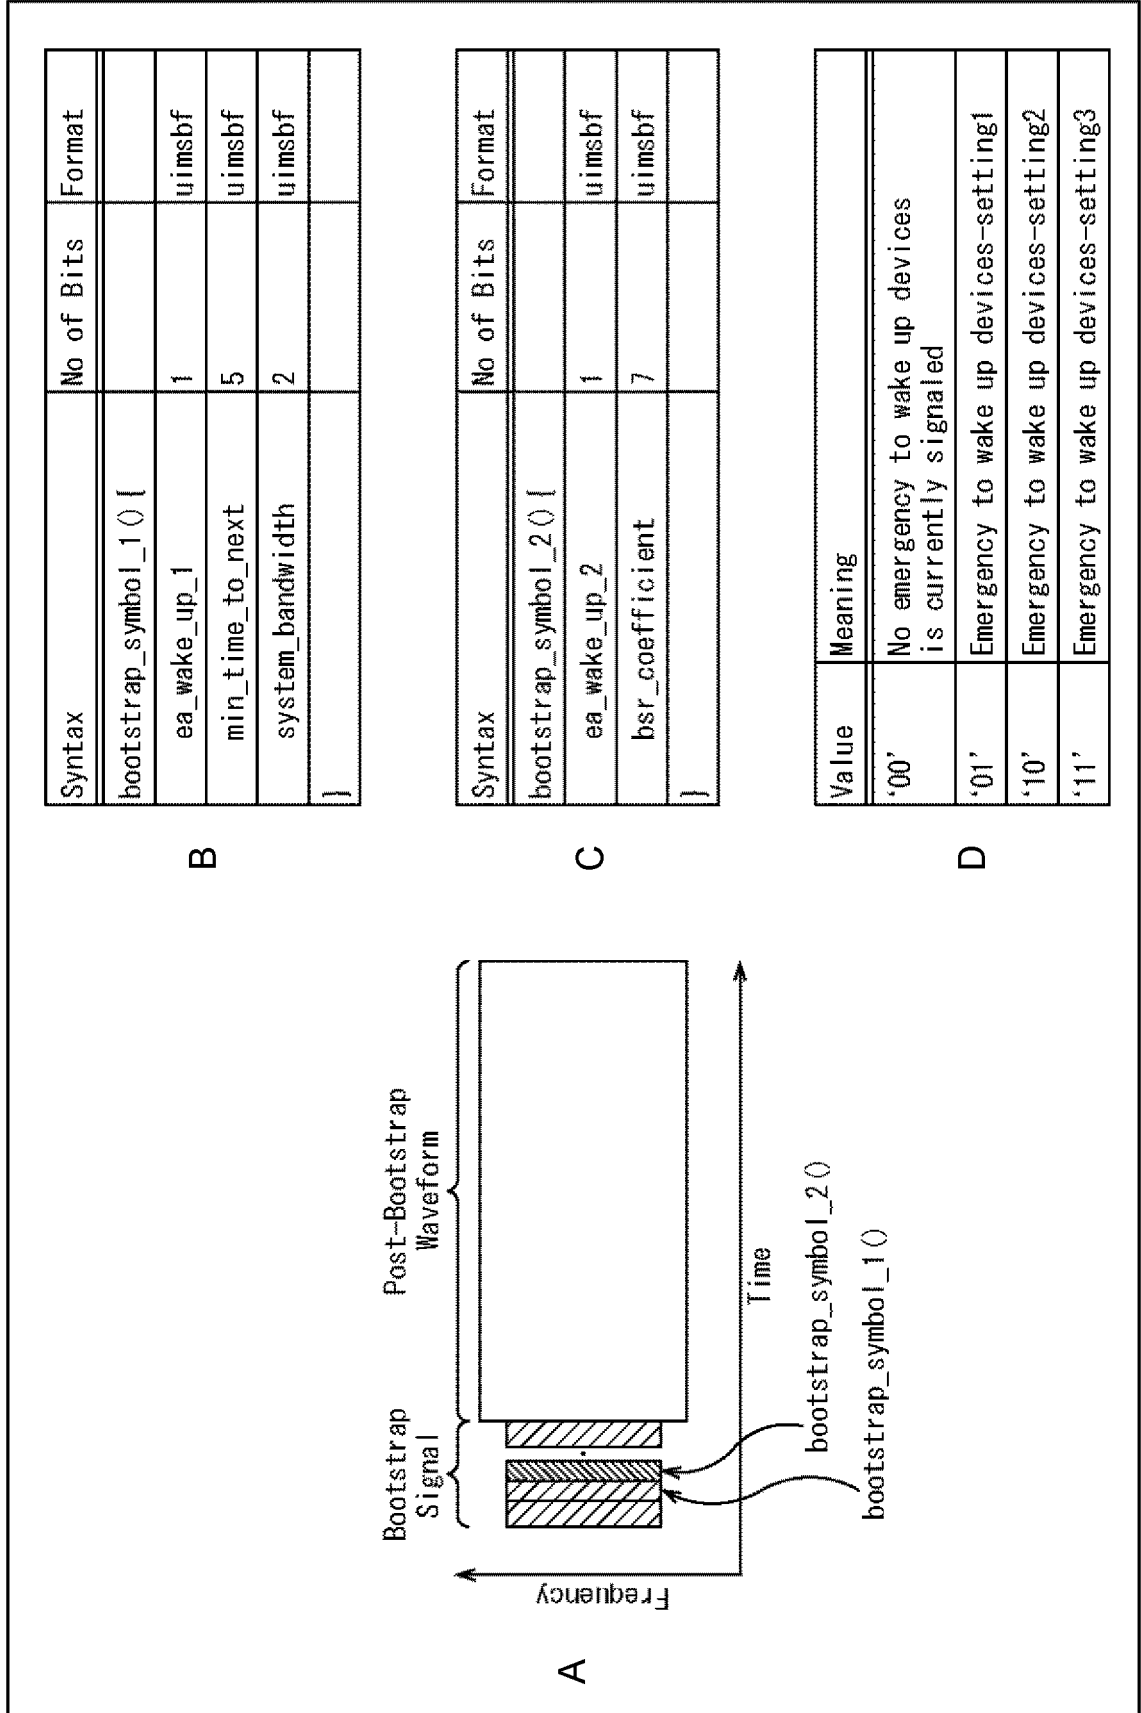 A
Frequency
Bootstrap
Signal
Post-Bootstrap
Waveform
Time
bootstrap_symbol_2()
bootstrap_symbol_1()
B
Syntax No of Bits Format
bootstrap_symbol_1() {
ea_wake_up_1 1 uimsbf
min_time_to_next 5 uimsbf
system_bandwidth 2 uimsbf
}
C
Syntax No of Bits Format
bootstrap_symbol_2() {
ea_wake_up_2 1 uimsbf
bsr_coefficient 7 uimsbf
}
D
Value Meaning
‘00’ No emergency to wake up devices
is currently signaled
‘01’ Emergency to wake up devices-setting1
‘10’ Emergency to wake up devices-setting2
‘11’ Emergency to wake up devices-setting3